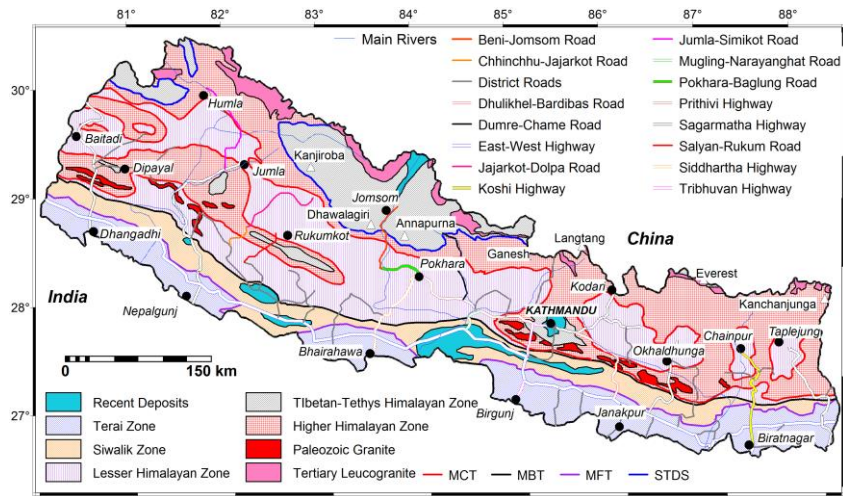 81° 82° 83° 84° 85° 86° 87° 88°
30°
29°
28°
27°
Main Rivers
Beni-Jomsom Road
Chhinchhu-Jajarkot Road
District Roads
Dhulikhel-Bardibas Road
Dumre-Chame Road
East-West Highway
Jajarkot-Dolpa Road
Koshi Highway
Jumla-Simikot Road
Mugling-Narayanghat Road
Pokhara-Baglung Road
Prithivi Highway
Sagarmatha Highway
Salyan-Rukum Road
Siddhartha Highway
Tribhuvan Highway
Humla
Baitadi
Dipayal
Jumla
Kanjiroba
Jomsom
Dhawalagiri
Annapurna
Dhangadhi
Rukumkot
Pokhara
Ganesh
Langtang
China
Kodari
Everest
Kanchanjunga
India
Nepalgunj
KATHMANDU
Chainpur
Taplejung
Okhaldhunga
Bhairahawa
Birgunj
Janakpur
Biratnagar
0 150 km
Recent Deposits
Terai Zone
Siwalik Zone
Lesser Himalayan Zone
TIbetan-Tethys Himalayan Zone
Higher Himalayan Zone
Paleozoic Granite
Tertiary Leucogranite
MCT MBT MFT STDS